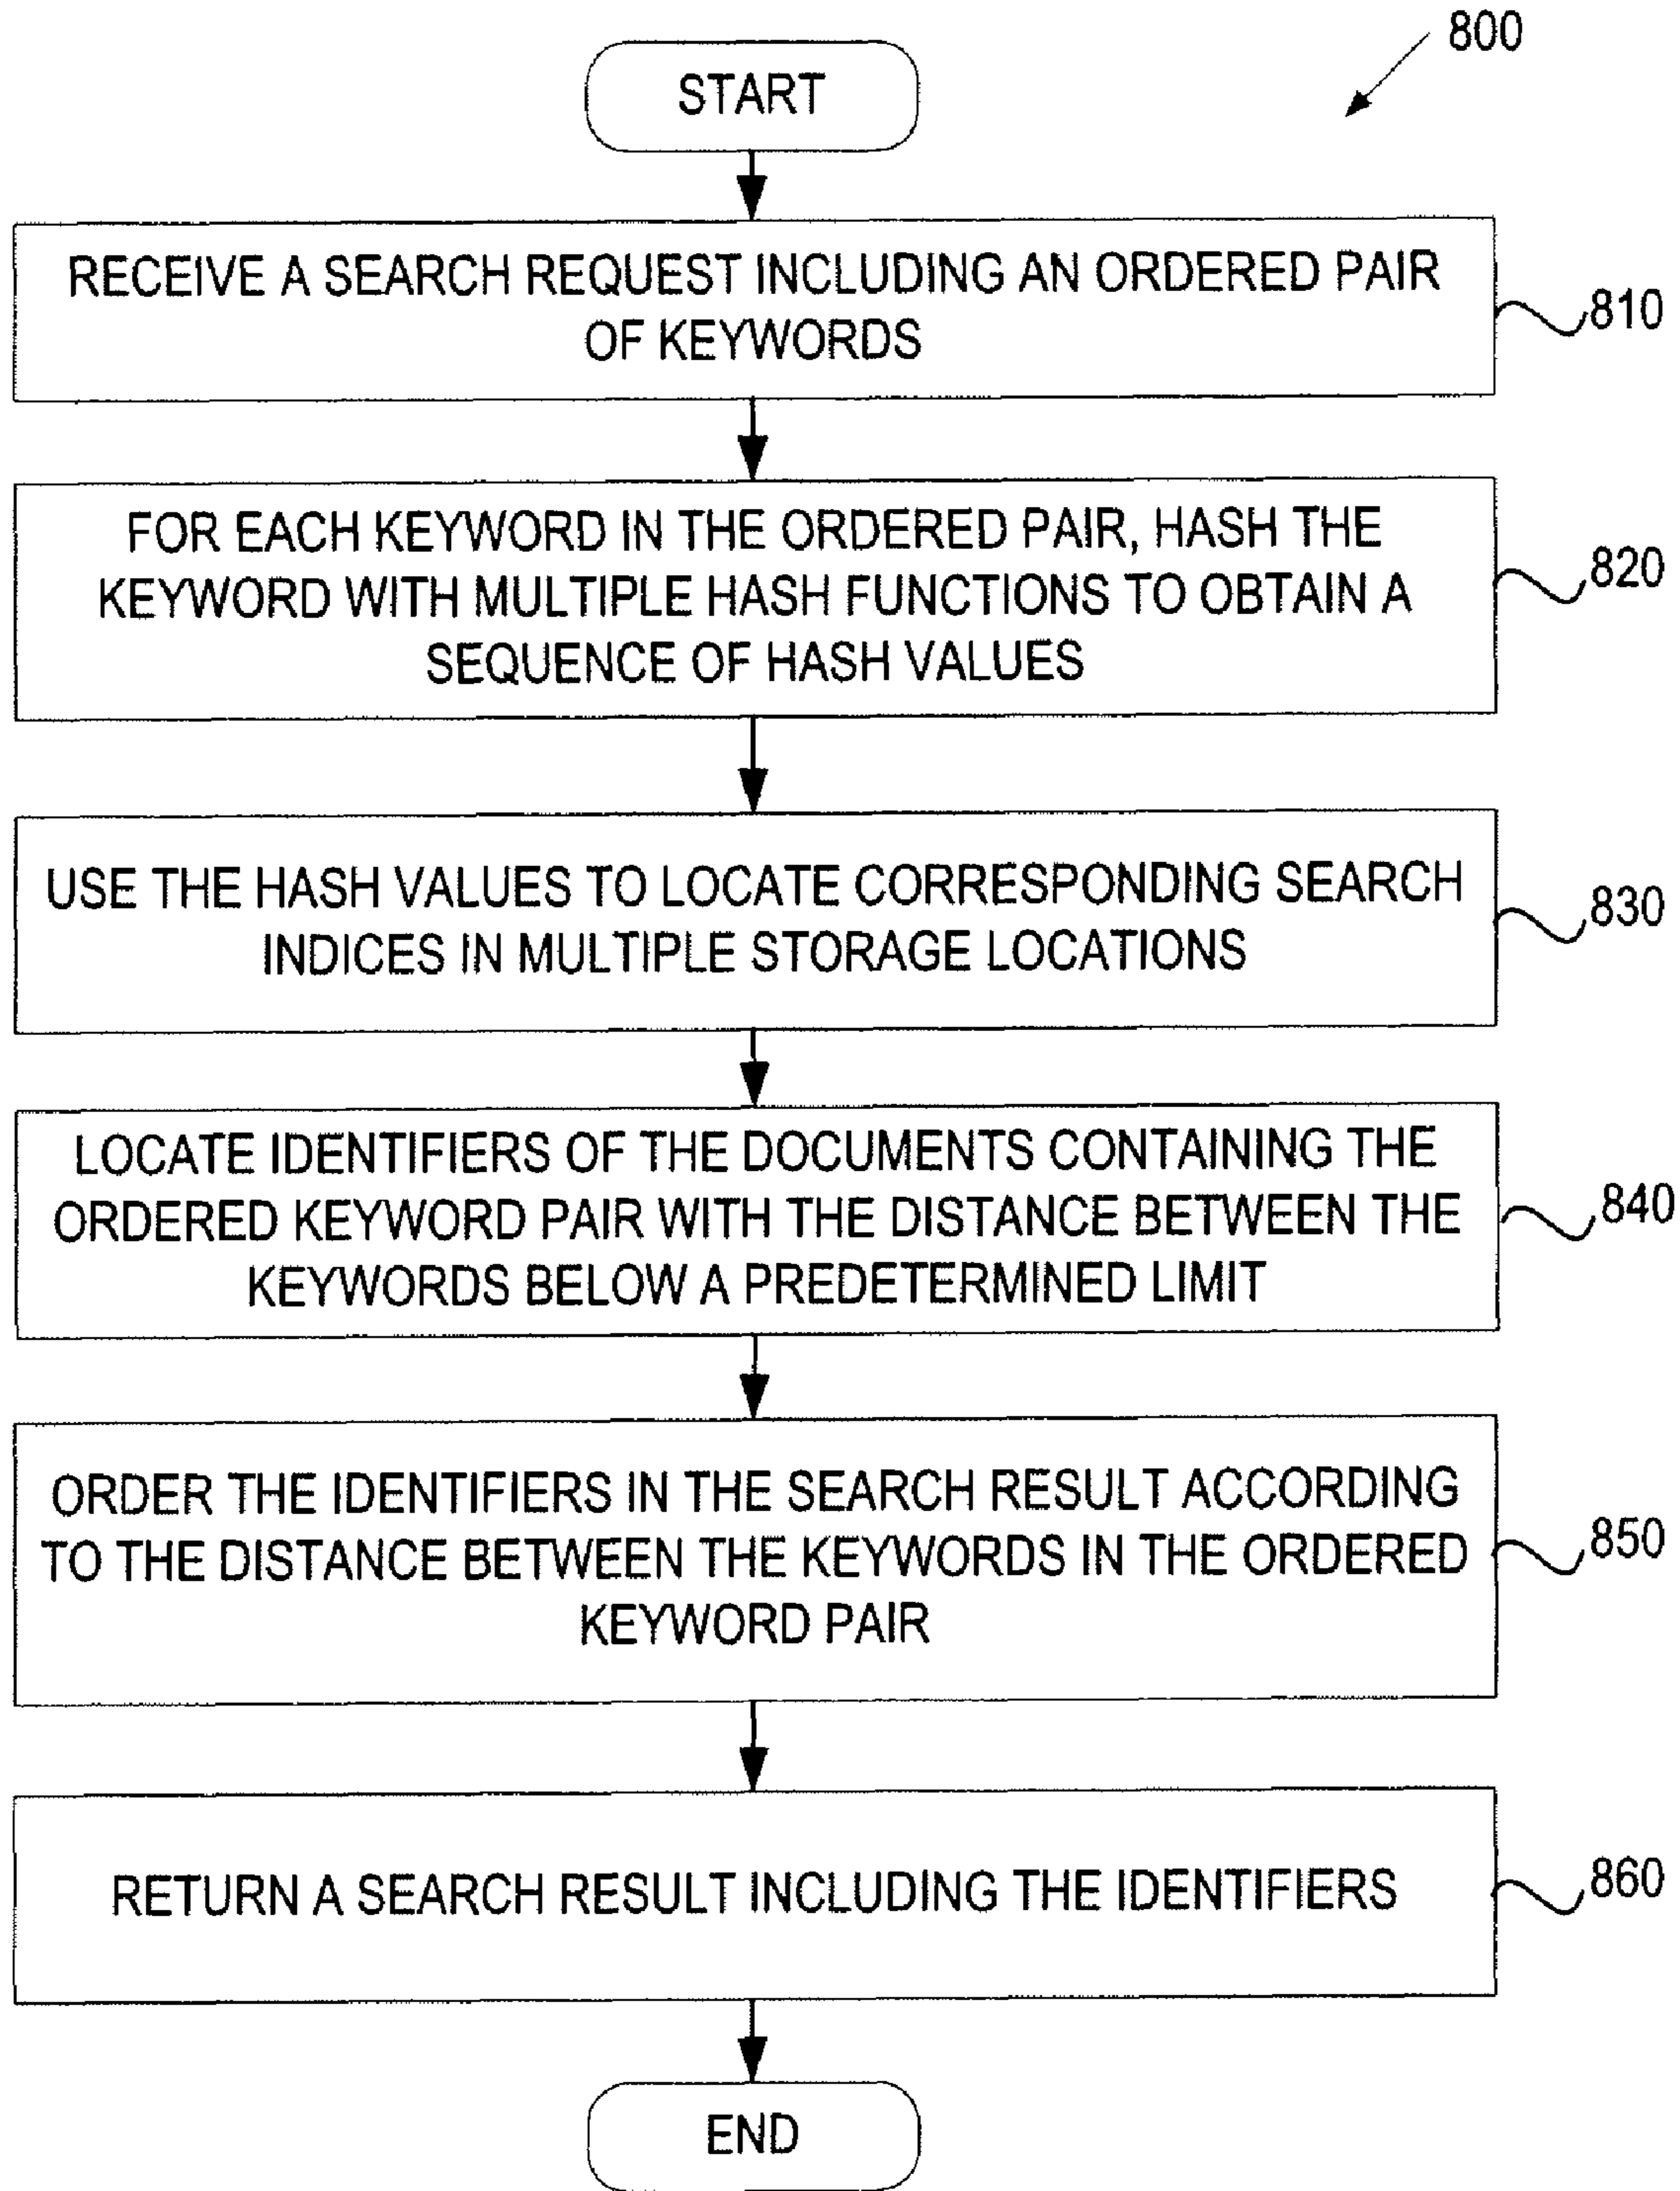 800
START
RECEIVE A SEARCH REQUEST INCLUDING AN ORDERED PAIR
OF KEYWORDS
810
FOR EACH KEYWORD IN THE ORDERED PAIR, HASH THE
KEYWORD WITH MULTIPLE HASH FUNCTIONS TO OBTAIN A
SEQUENCE OF HASH VALUES
820
USE THE HASH VALUES TO LOCATE CORRESPONDING SEARCH
INDICES IN MULTIPLE STORAGE LOCATIONS
830
LOCATE IDENTIFIERS OF THE DOCUMENTS CONTAINING THE
ORDERED KEYWORD PAIR WITH THE DISTANCE BETWEEN THE
KEYWORDS BELOW A PREDETERMINED LIMIT
840
ORDER THE IDENTIFIERS IN THE SEARCH RESULT ACCORDING
TO THE DISTANCE BETWEEN THE KEYWORDS IN THE ORDERED
KEYWORD PAIR
850
RETURN A SEARCH RESULT INCLUDING THE IDENTIFIERS
860
END